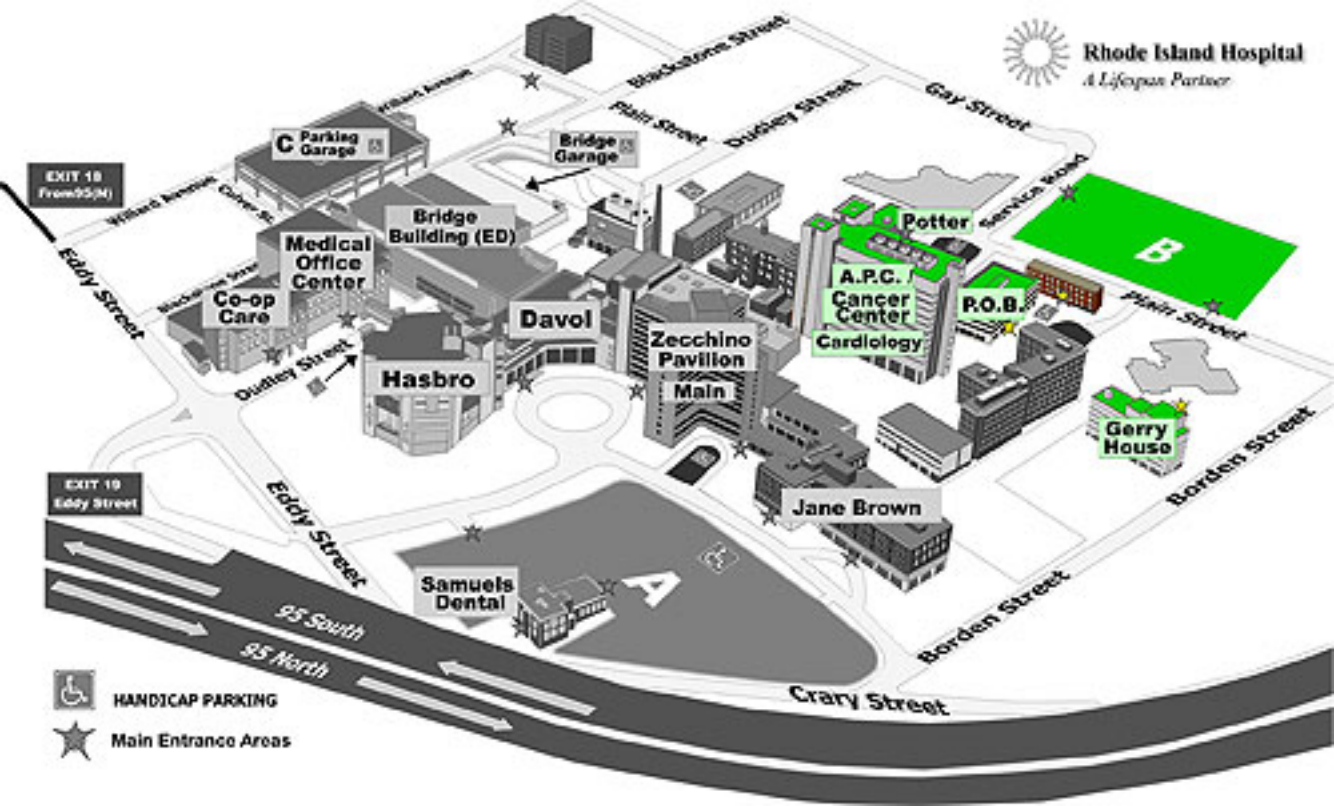 Rhode Island Hospital
A Lifespan Partner
Blackstone Street
Willard Avenue
Plain Street
Dudley Street
Gay Street
Service Road
C Parking
Garage
Bridge
Garage
EXIT 18
From 95(N)
Willard Avenue
Eddy Street
Bridge
Building (ED)
Medical
Office
Center
Co-op
Care
Davol
Zecchino
Pavilion
Main
Potter
A.P.C. /
Cancer
Center
Cardiology
P.O.B.
B
Plain Street
Dudley Street
Hasbro
Gerry
House
Borden Street
EXIT 19
Eddy Street
Eddy Street
Jane Brown
Samuels
Dental
A
Borden Street
95 South
95 North
Crary Street
HANDICAP PARKING
Main Entrance Areas